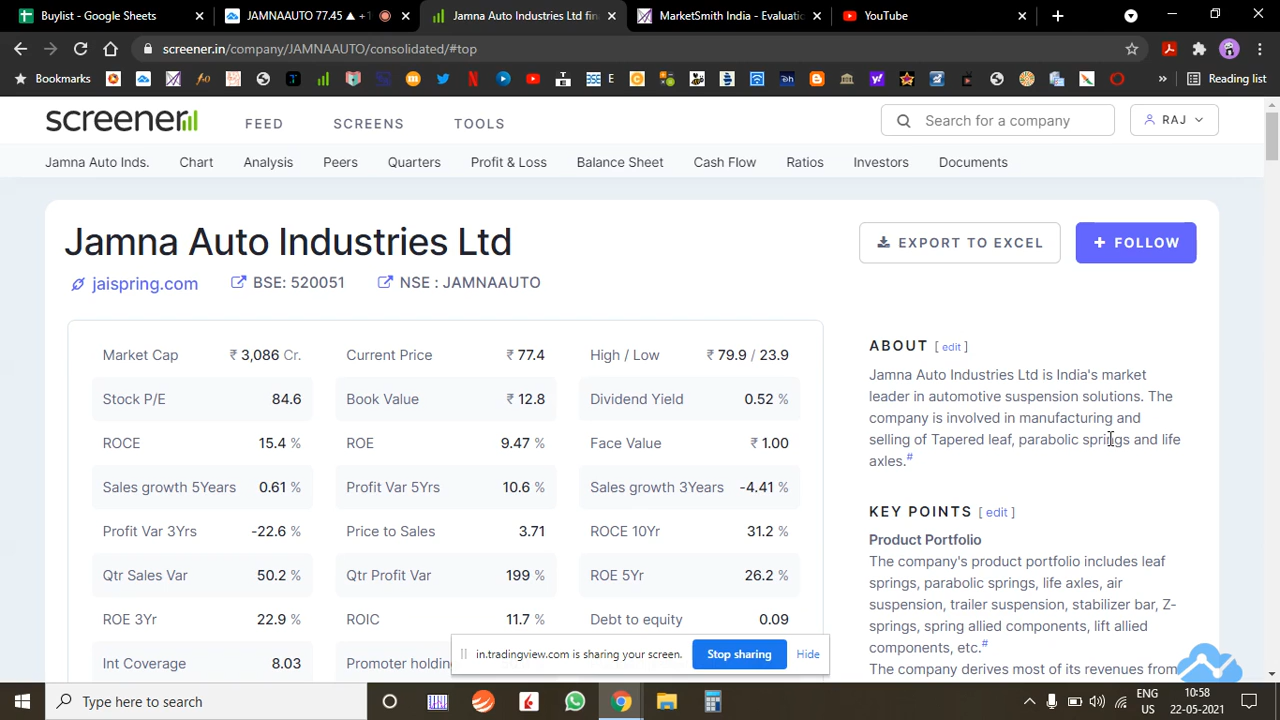 Buylist - Google Sheets
JAMNAAUTO 77.45 ▲ +1
Jamna Auto Industries Ltd fin
MarketSmith India - Evaluatio
YouTube
screener.in/company/JAMNAAUTO/consolidated/#top
Bookmarks
Reading list
screener
FEED
SCREENS
TOOLS
Search for a company
RAJ
Jamna Auto Inds. Chart Analysis Peers Quarters Profit & Loss Balance Sheet Cash Flow Ratios Investors Documents
Jamna Auto Industries Ltd
EXPORT TO EXCEL
+ FOLLOW
jaispring.com BSE: 520051 NSE : JAMNAAUTO
Market Cap ₹ 3,086 Cr. Current Price ₹ 77.4 High / Low ₹ 79.9 / 23.9
Stock P/E 84.6 Book Value ₹ 12.8 Dividend Yield 0.52 %
ROCE 15.4 % ROE 9.47 % Face Value ₹ 1.00
Sales growth 5Years 0.61 % Profit Var 5Yrs 10.6 % Sales growth 3Years -4.41 %
Profit Var 3Yrs -22.6 % Price to Sales 3.71 ROCE 10Yr 31.2 %
Qtr Sales Var 50.2 % Qtr Profit Var 199 % ROE 5Yr 26.2 %
ROE 3Yr 22.9 % ROIC 11.7 % Debt to equity 0.09
Int Coverage 8.03 Promoter holdin
ABOUT [ edit ]
Jamna Auto Industries Ltd is India's market
leader in automotive suspension solutions. The
company is involved in manufacturing and
selling of Tapered leaf, parabolic springs and life
axles.#
KEY POINTS [ edit ]
Product Portfolio
The company's product portfolio includes leaf
springs, parabolic springs, life axles, air
suspension, trailer suspension, stabilizer bar, Z-
springs, spring allied components, lift allied
components, etc.#
The company derives most of its revenues from
in.tradingview.com is sharing your screen. Stop sharing Hide
Type here to search
ENG
US
10:58
22-05-2021